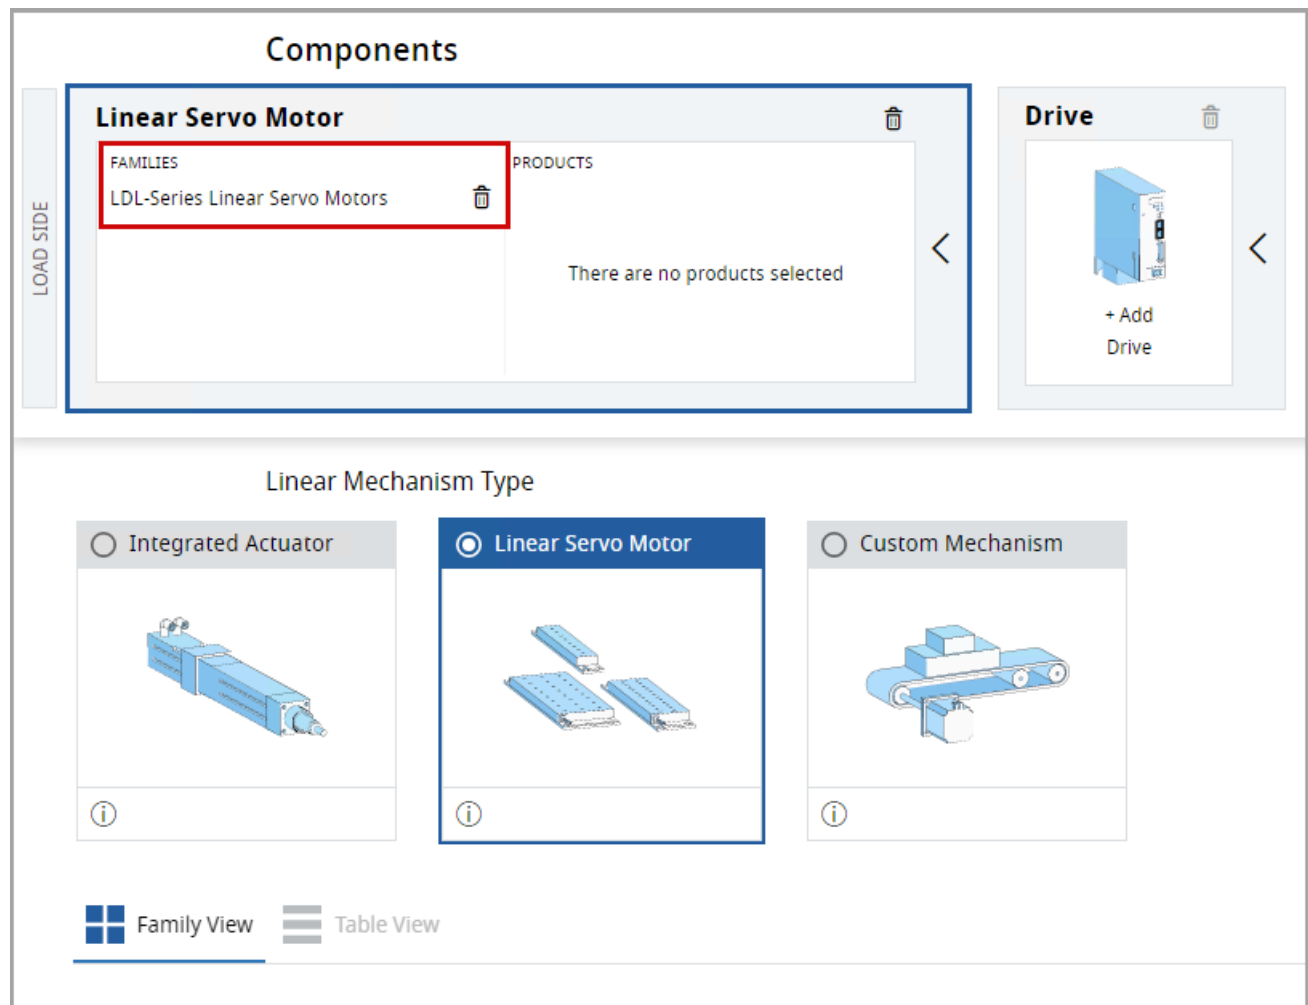 Components
LOAD SIDE
Linear Servo Motor
FAMILIES
LDL-Series Linear Servo Motors
PRODUCTS
There are no products selected
Drive
+ Add
Drive
Linear Mechanism Type
Integrated Actuator
Linear Servo Motor
Custom Mechanism
Family View
Table View